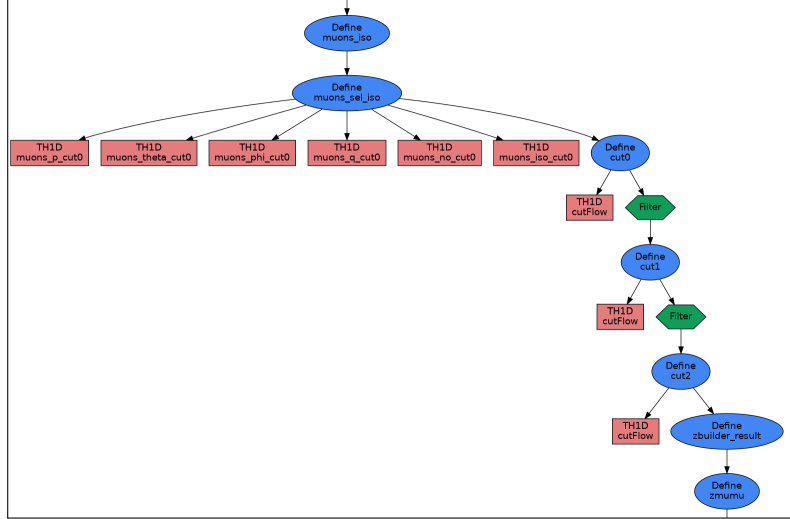 Define
muons_iso
Define
muons_sel_iso
TH1D
muons_p_cut0
TH1D
muons_theta_cut0
TH1D
muons_phi_cut0
TH1D
muons_q_cut0
TH1D
muons_no_cut0
TH1D
muons_iso_cut0
Define
cut0
TH1D
cutFlow
Filter
Define
cut1
TH1D
cutFlow
Filter
Define
cut2
TH1D
cutFlow
Define
zbuilder_result
Define
zmumu